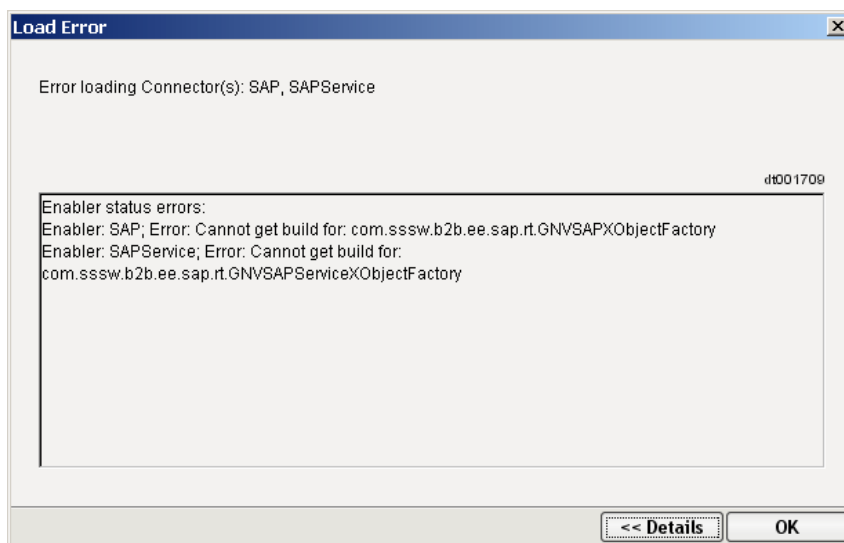 Load Error
Error loading Connector(s): SAP, SAPService
dt001709
Enabler status errors:
Enabler: SAP; Error: Cannot get build for: com.sssw.b2b.ee.sap.rt.GNVSAPXObjectFactory
Enabler: SAPService; Error: Cannot get build for:
com.sssw.b2b.ee.sap.rt.GNVSAPServiceXObjectFactory
<< Details
OK